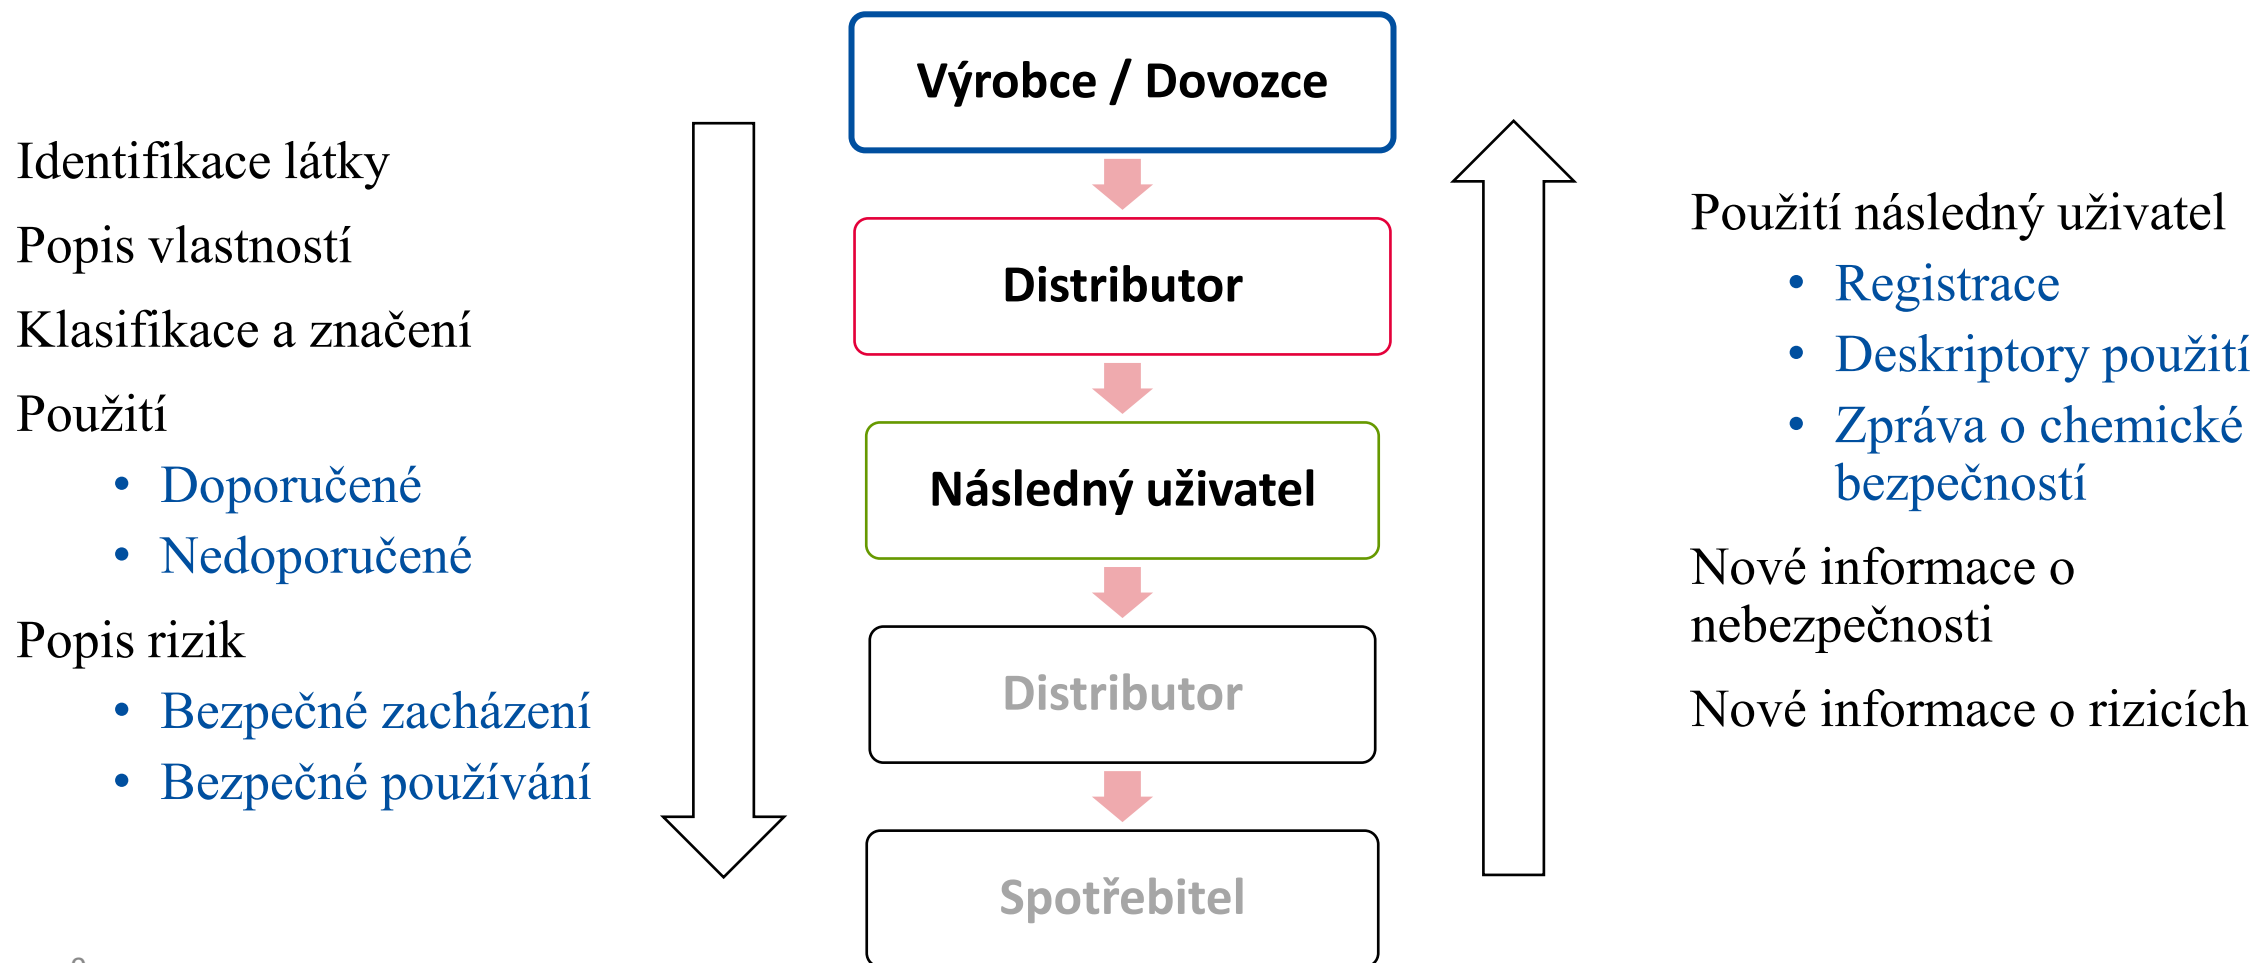 Výrobce / Dovozce
Distributor
Následný uživatel
Distributor
Spotřebitel
Identifikace látky
Popis vlastností
Klasifikace a značení
Použití
• Doporučené
• Nedoporučené
Popis rizik
• Bezpečné zacházení
• Bezpečné používání
Použití následný uživatel
• Registrace
• Deskriptory použití
• Zpráva o chemické
bezpečností
Nové informace o
nebezpečnosti
Nové informace o rizicích